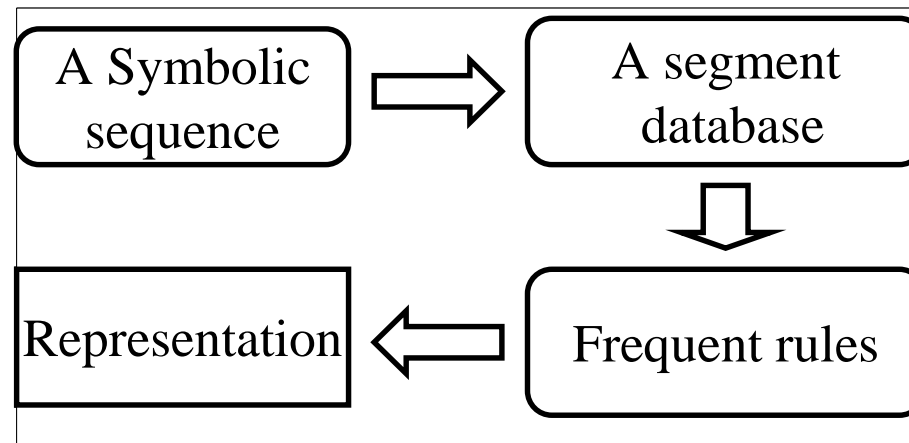 A Symbolic
sequence
A segment
database
Representation
Frequent rules